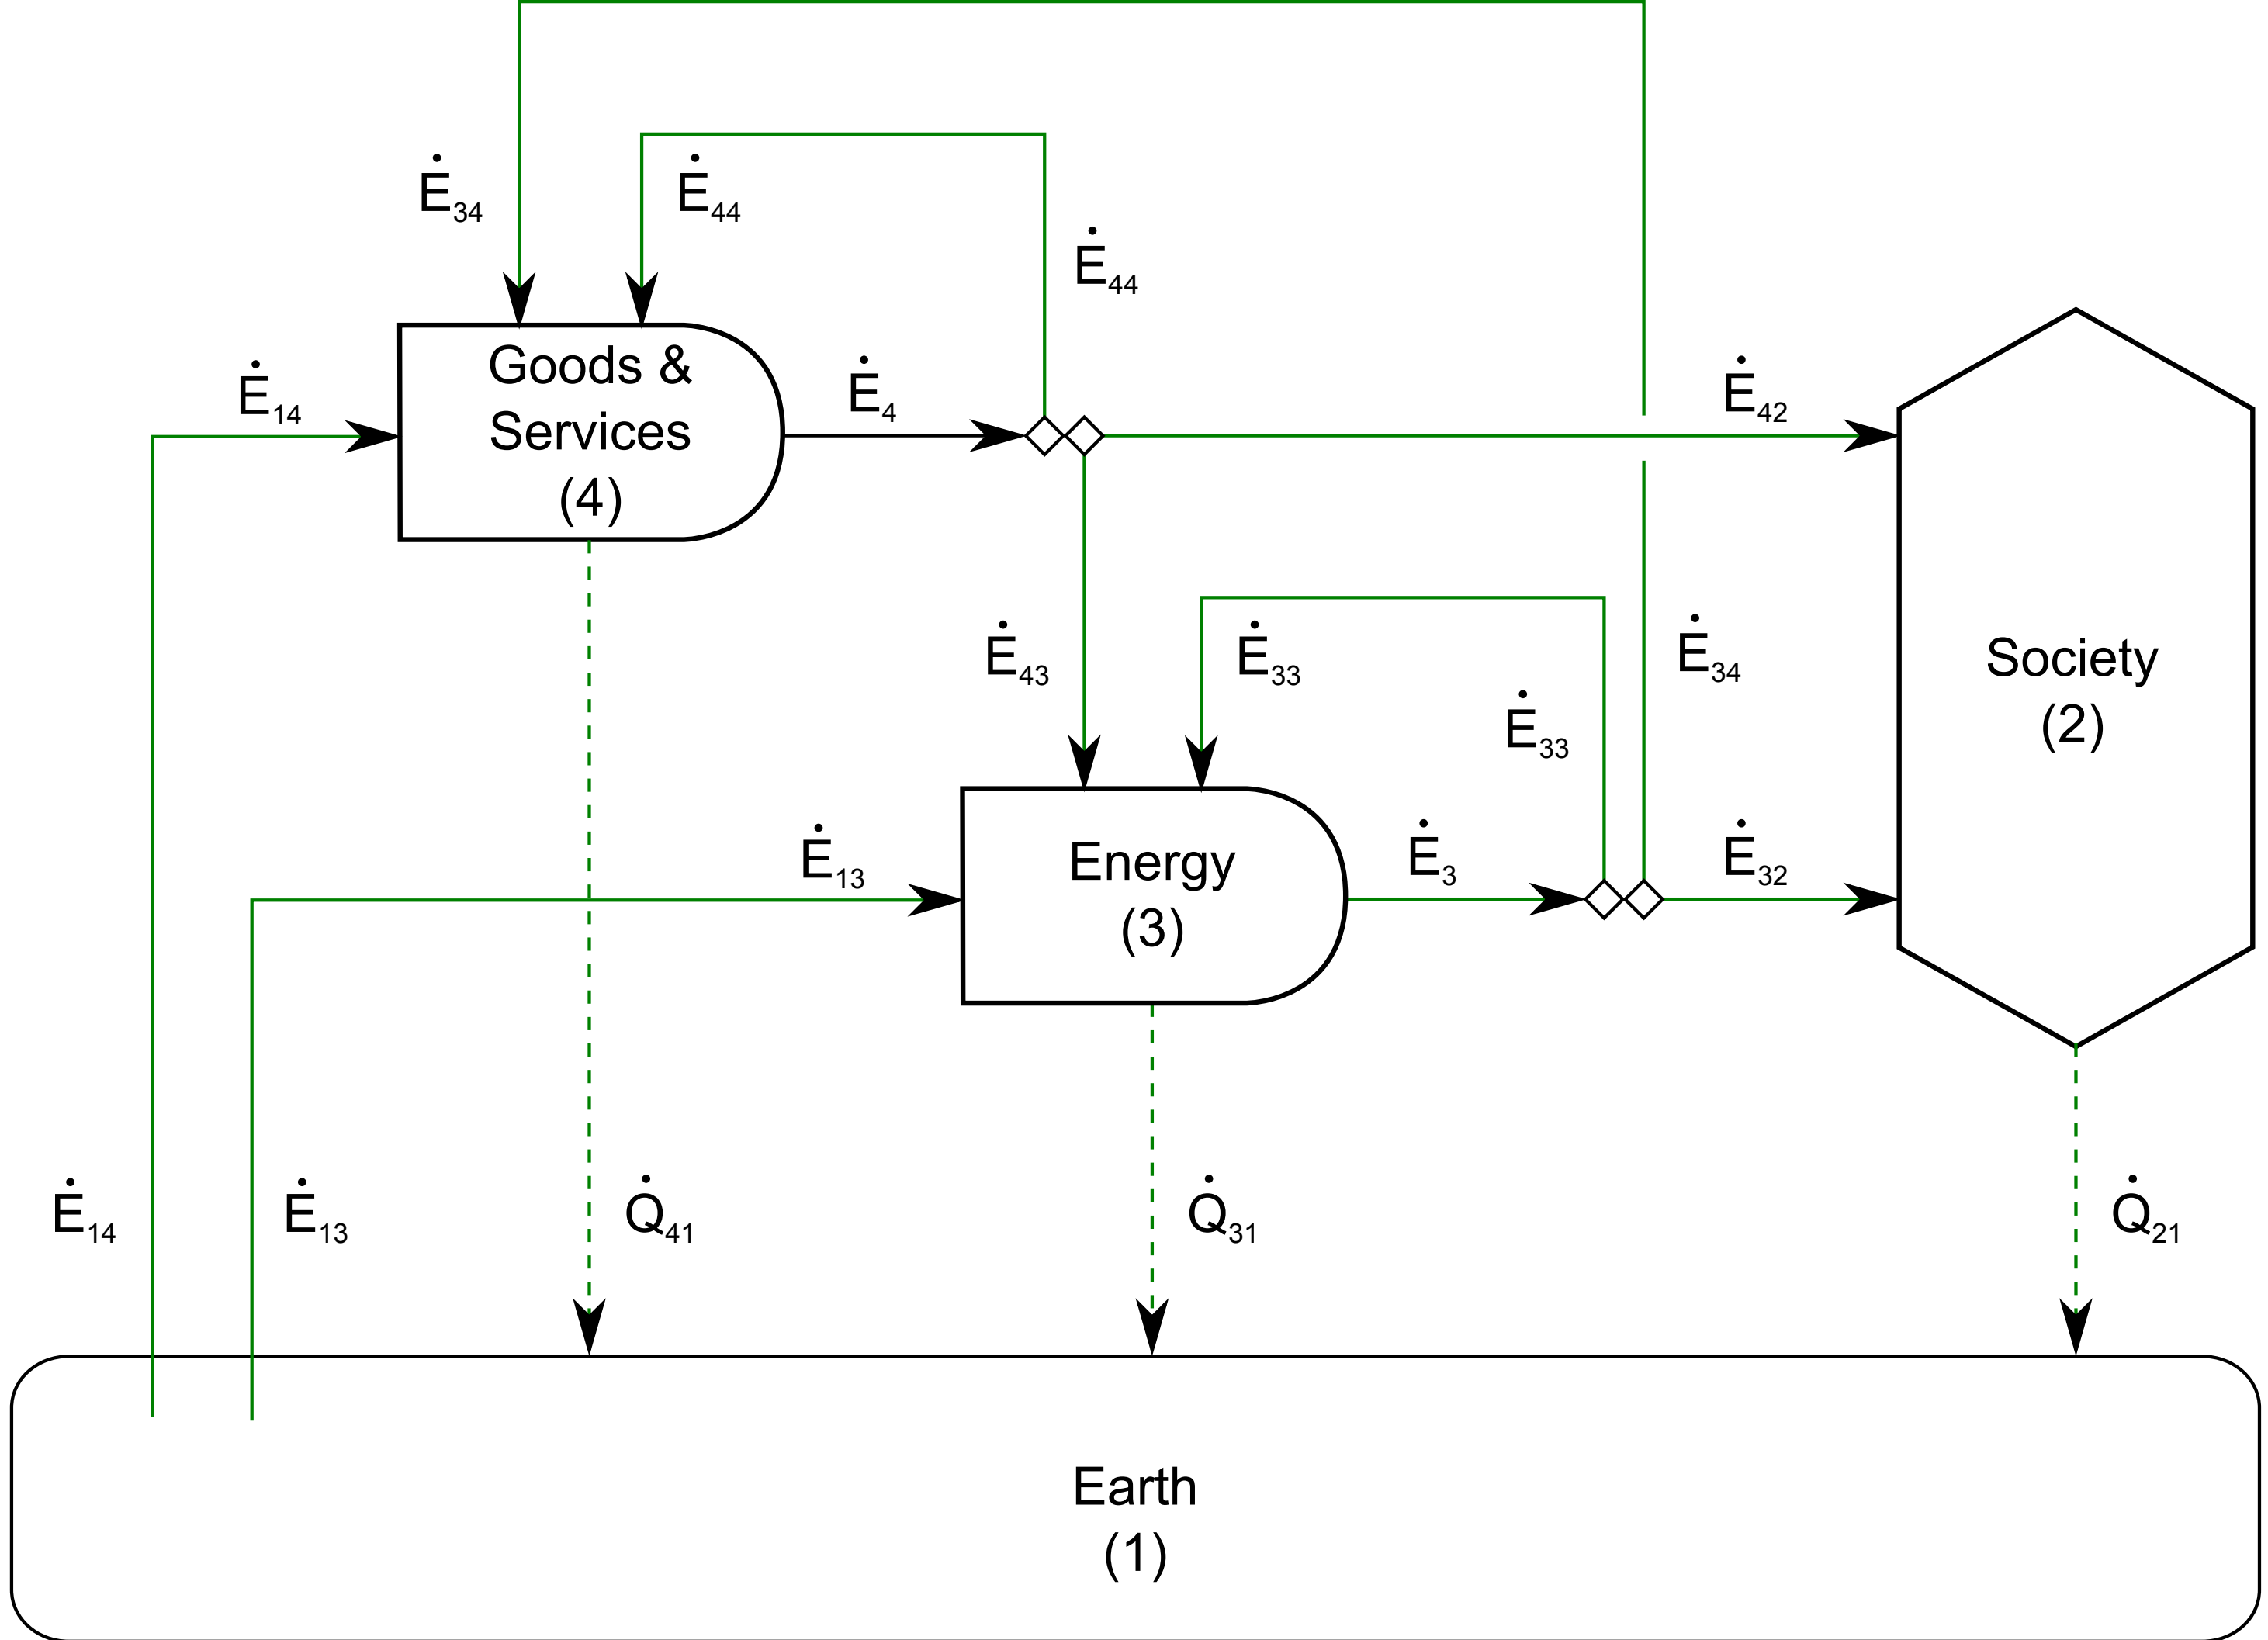 Ė34
Ė44
Ė44
Ė14
Goods &
Services
(4)
Ė4
Ė42
Ė43
Ė33
Ė34
Ė33
Society
(2)
Ė13
Energy
(3)
Ė3
Ė32
Ė14
Ė13
Q̇41
Q̇31
Q̇21
Earth
(1)